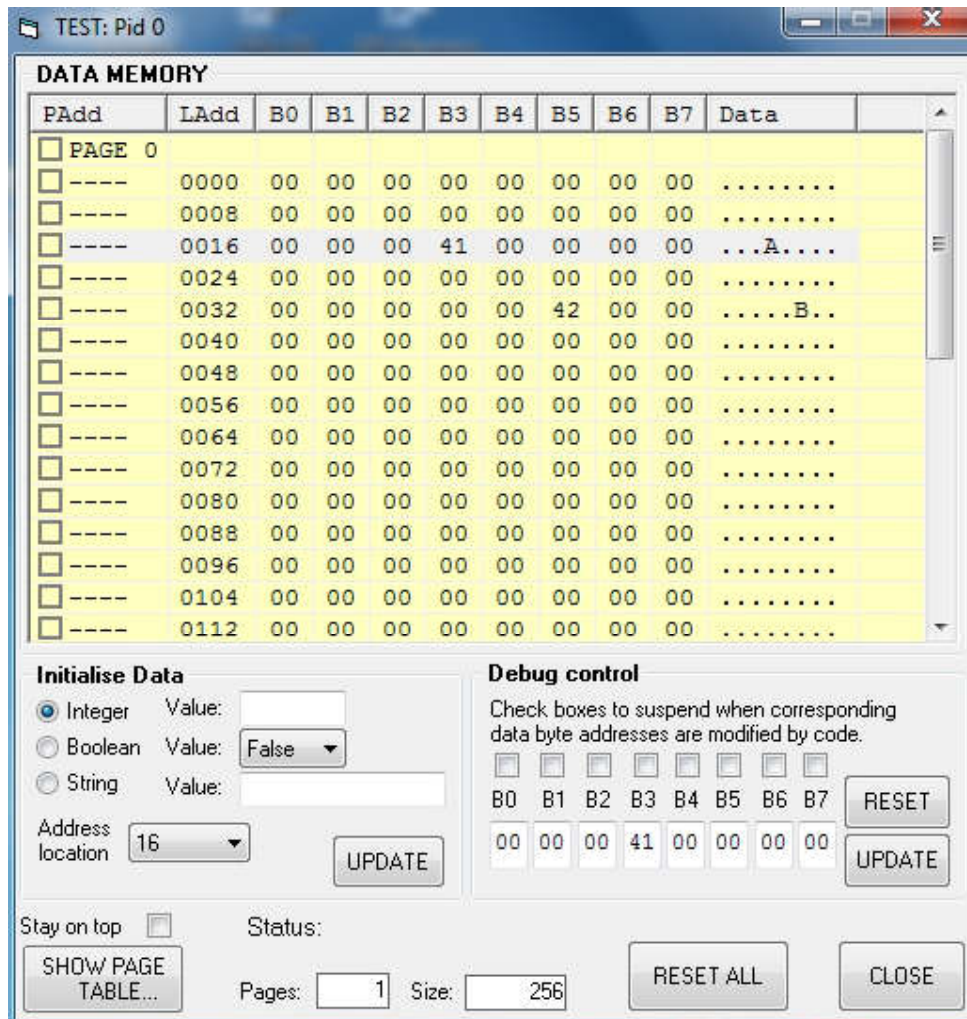 TEST: Pid 0
DATA MEMORY
PAdd LAdd B0 B1 B2 B3 B4 B5 B6 B7 Data
PAGE 0
---- 0000 00 00 00 00 00 00 00 00 ........
---- 0008 00 00 00 00 00 00 00 00 ........
---- 0016 00 00 00 41 00 00 00 00 ...A....
---- 0024 00 00 00 00 00 00 00 00 ........
---- 0032 00 00 00 00 00 42 00 00 .....B..
---- 0040 00 00 00 00 00 00 00 00 ........
---- 0048 00 00 00 00 00 00 00 00 ........
---- 0056 00 00 00 00 00 00 00 00 ........
---- 0064 00 00 00 00 00 00 00 00 ........
---- 0072 00 00 00 00 00 00 00 00 ........
---- 0080 00 00 00 00 00 00 00 00 ........
---- 0088 00 00 00 00 00 00 00 00 ........
---- 0096 00 00 00 00 00 00 00 00 ........
---- 0104 00 00 00 00 00 00 00 00 ........
---- 0112 00 00 00 00 00 00 00 00 ........
Initialise Data
Integer Value:
Boolean Value: False
String Value:
Address
location 16
UPDATE
Debug control
Check boxes to suspend when corresponding
data byte addresses are modified by code.
B0 B1 B2 B3 B4 B5 B6 B7
00 00 00 41 00 00 00 00
RESET
UPDATE
Stay on top Status:
SHOW PAGE
TABLE...
Pages: 1 Size: 256
RESET ALL
CLOSE